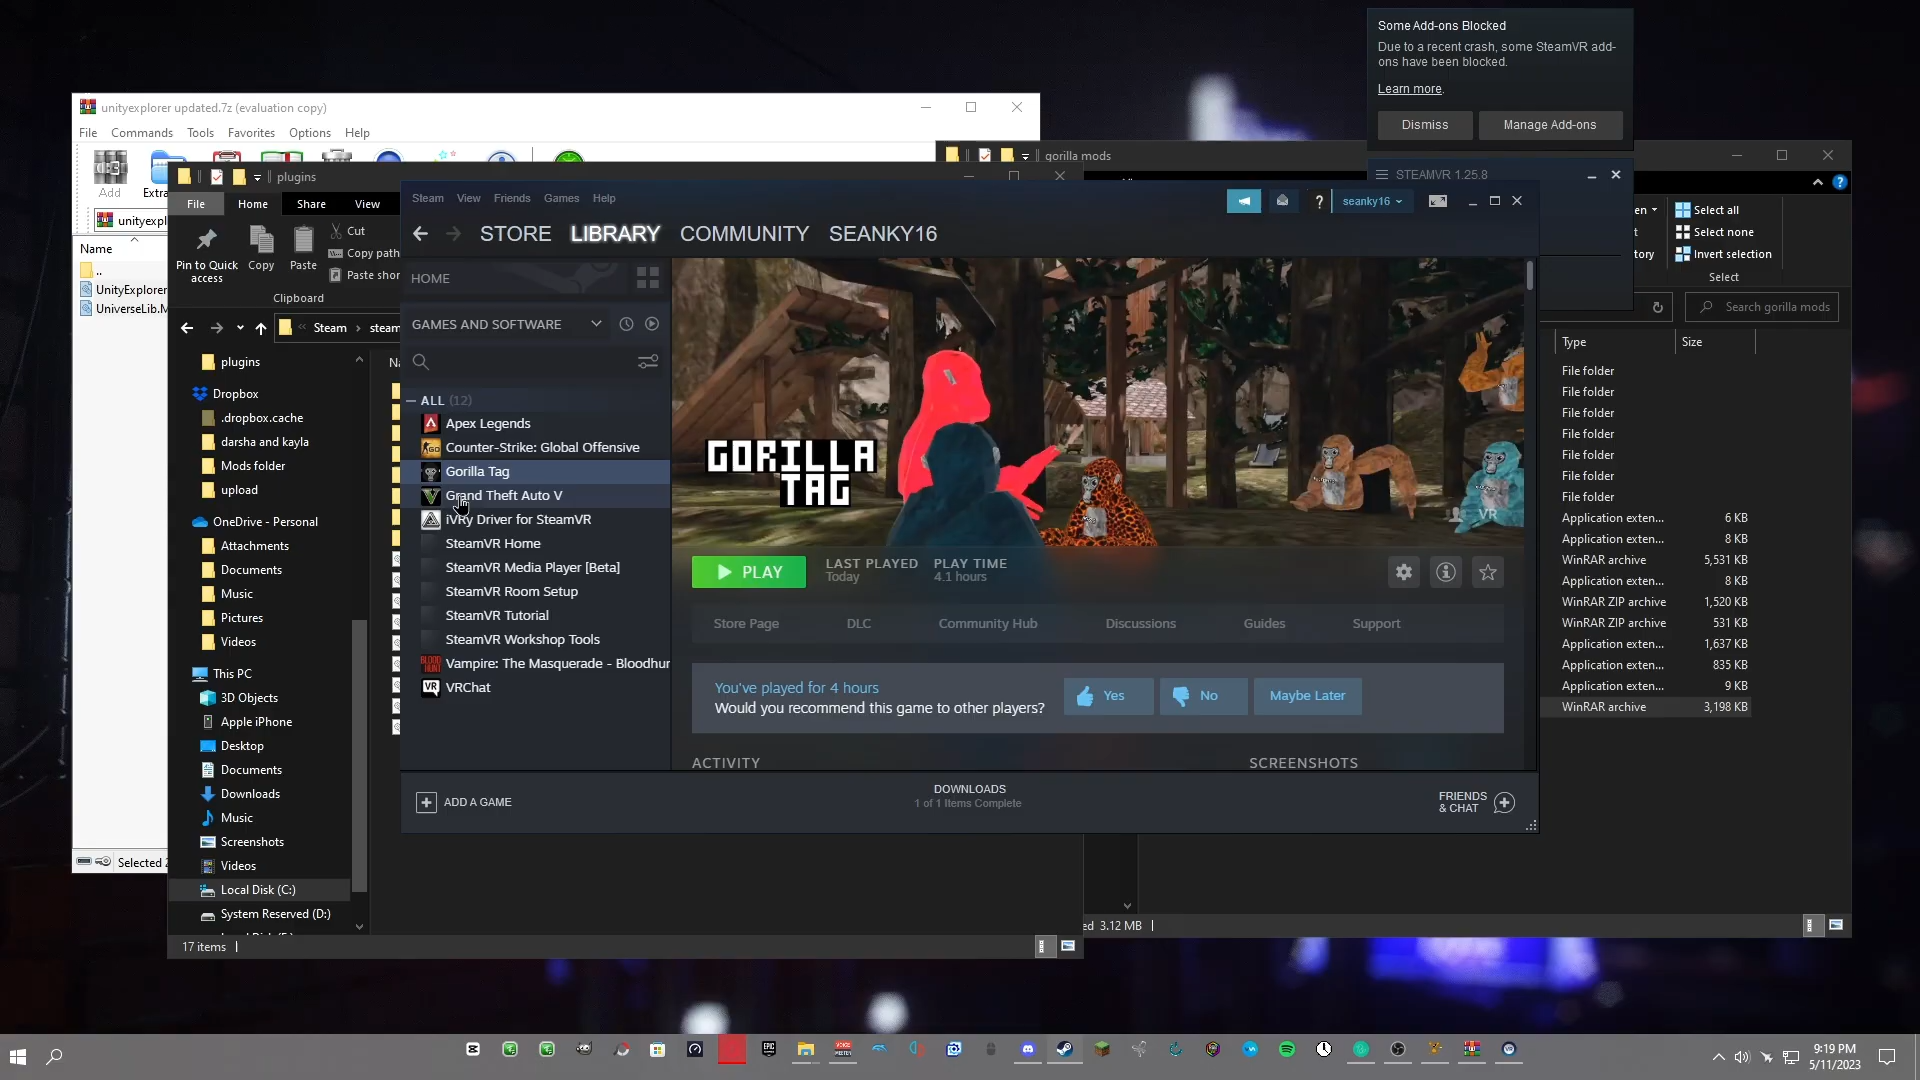 Some Add-ons Blocked
Due to a recent crash, some SteamVR add-
ons have been blocked.
Learn more.
Dismiss
Manage Add-ons
STEAMVR 1.25.8
unityexplorer updated.7z (evaluation copy)
File Commands Tools Favorites Options Help
Add
Name
..
UnityExplorer
UniverseLib.M
plugins
File Home Share View
Pin to Quick
access
Copy
Paste
Cut
Copy path
Clipboard
Steam
plugins
Dropbox
.dropbox.cache
darsha and kayla
Mods folder
upload
OneDrive - Personal
Attachments
Documents
Music
Pictures
Videos
This PC
3D Objects
Apple iPhone
Desktop
Documents
Downloads
Music
Screenshots
Videos
Local Disk (C:)
System Reserved (D:)
17 items
Steam View Friends Games Help
seanky16
STORE LIBRARY COMMUNITY SEANKY16
HOME
GAMES AND SOFTWARE
ALL (12)
Apex Legends
Counter-Strike: Global Offensive
Gorilla Tag
Grand Theft Auto V
iVRy Driver for SteamVR
SteamVR Home
SteamVR Media Player [Beta]
SteamVR Room Setup
SteamVR Tutorial
SteamVR Workshop Tools
Vampire: The Masquerade - Bloodhun
VRChat
GORILLA
TAG
VR
PLAY
LAST PLAYED
Today
PLAY TIME
4.1 hours
Store Page DLC Community Hub Discussions Guides Support
You've played for 4 hours
Would you recommend this game to other players?
Yes
No
Maybe Later
ACTIVITY
SCREENSHOTS
ADD A GAME
DOWNLOADS
1 of 1 Items Complete
FRIENDS
& CHAT
gorilla mods
Select all
Select none
Invert selection
Select
Search gorilla mods
Type Size
File folder
File folder
File folder
File folder
File folder
File folder
File folder
Application exten... 6 KB
Application exten... 8 KB
WinRAR archive 5,531 KB
Application exten... 8 KB
WinRAR ZIP archive 1,520 KB
WinRAR ZIP archive 531 KB
Application exten... 1,637 KB
Application exten... 835 KB
Application exten... 9 KB
WinRAR archive 3,198 KB
3.12 MB
9:19 PM
5/11/2023